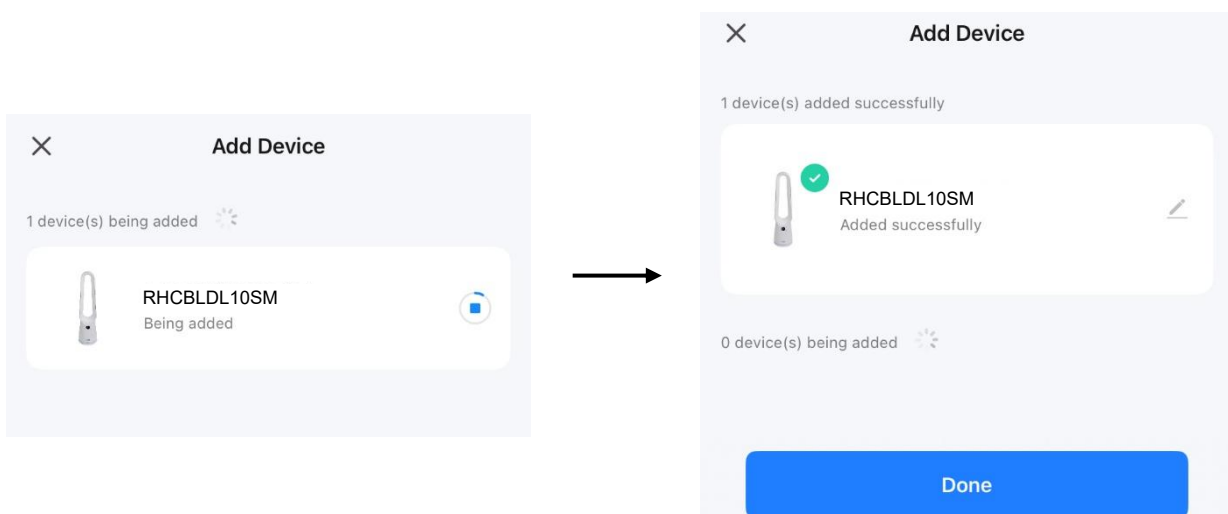 Add Device
1 device(s) being added
RHCBLDL10SM
Being added
Add Device
1 device(s) added successfully
RHCBLDL10SM
Added successfully
0 device(s) being added
Done